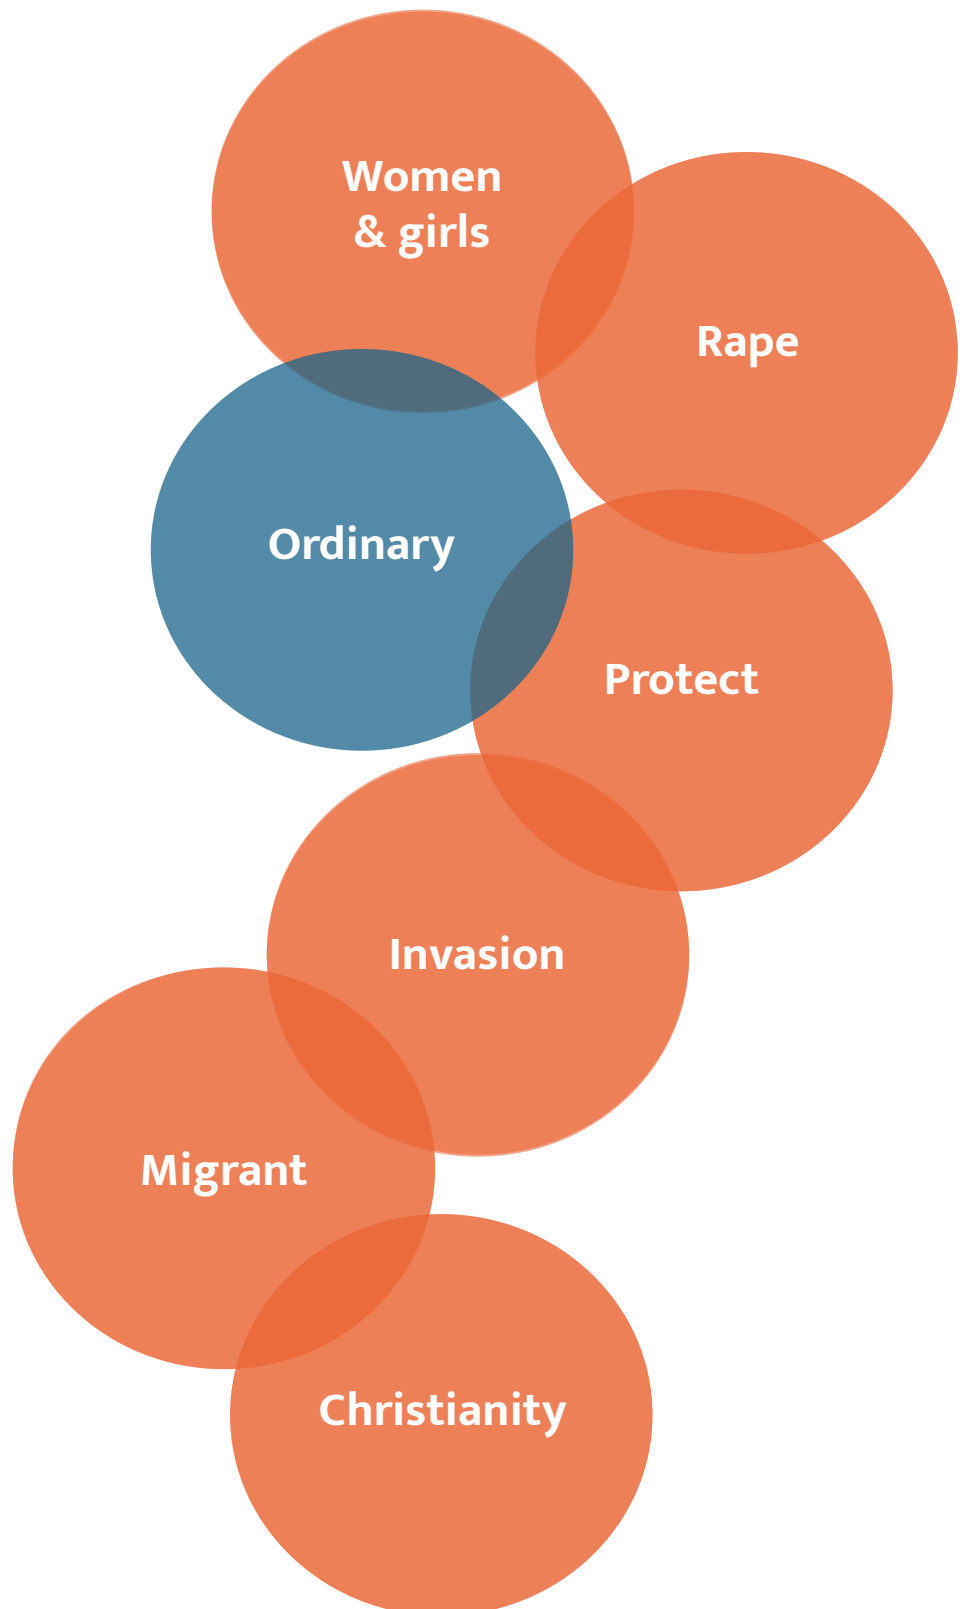 Women
& girls
Rape
Ordinary
Protect
Invasion
Migrant
Christianity